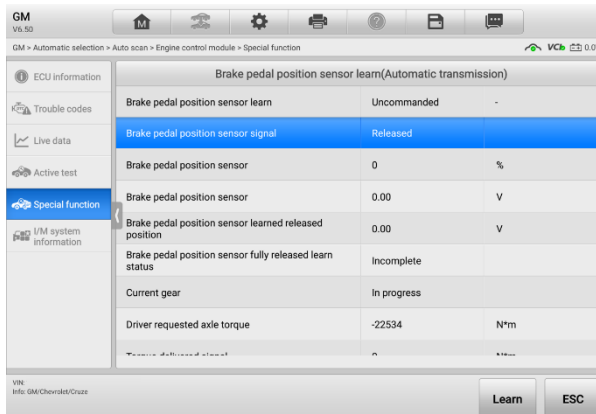 GM
V6.50
GM > Automatic selection > Auto scan > Engine control module > Special function
VCI 0.0
ECU information
Trouble codes
Live data
Active test
Special function
I/M system
information
Brake pedal position sensor learn(Automatic transmission)
Brake pedal position sensor learn Uncommanded -
Brake pedal position sensor signal Released
Brake pedal position sensor 0 %
Brake pedal position sensor 0.00 V
Brake pedal position sensor learned released
position 0.00 V
Brake pedal position sensor fully released learn
status Incomplete
Current gear In progress
Driver requested axle torque -22534 N*m
VIN:
Info: GM/Chevrolet/Cruze
Learn ESC